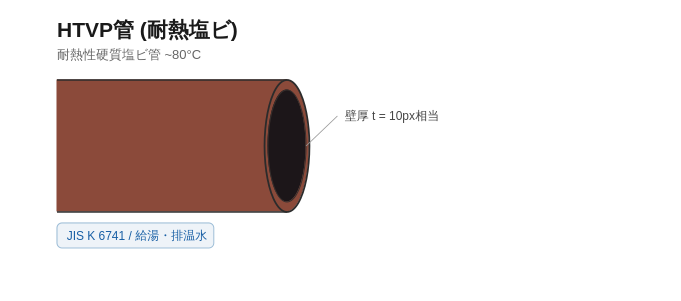 HTVP管 (耐熱塩ビ)
耐熱性硬質塩ビ管 ~80°C
壁厚 t = 10px相当
JIS K 6741 / 給湯・排温水